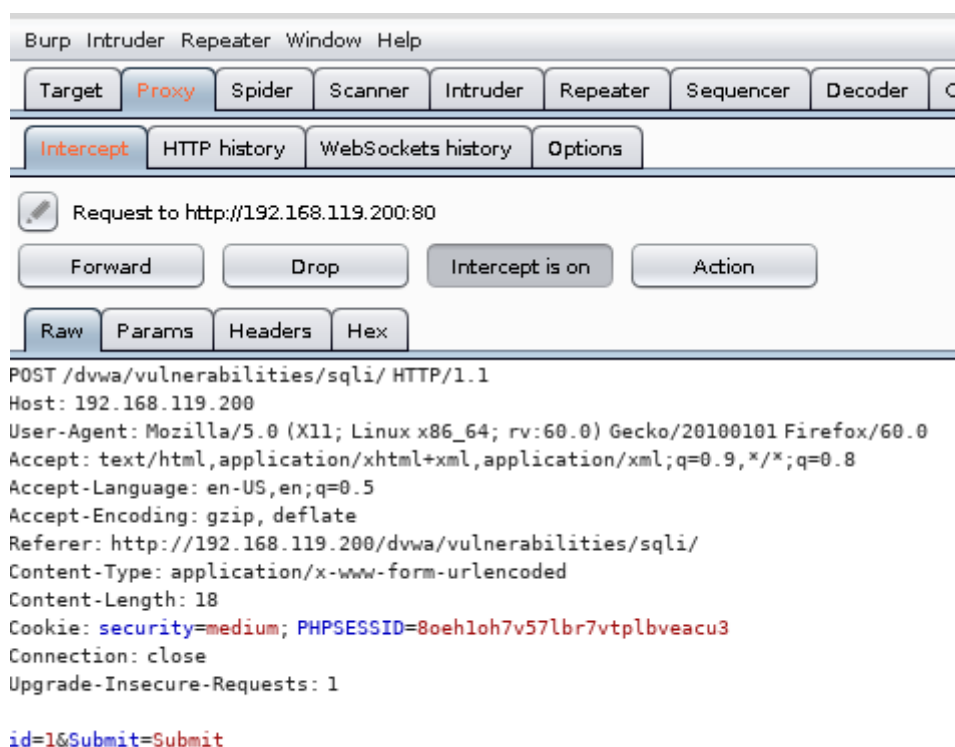 Burp Intruder Repeater Window Help
Target Proxy Spider Scanner Intruder Repeater Sequencer Decoder
Intercept HTTP history WebSockets history Options
Request to http://192.168.119.200:80
Forward Drop Intercept is on Action
Raw Params Headers Hex
POST /dvwa/vulnerabilities/sqli/ HTTP/1.1
Host: 192.168.119.200
User-Agent: Mozilla/5.0 (X11; Linux x86_64; rv:60.0) Gecko/20100101 Firefox/60.0
Accept: text/html,application/xhtml+xml,application/xml;q=0.9,*/*;q=0.8
Accept-Language: en-US,en;q=0.5
Accept-Encoding: gzip, deflate
Referer: http://192.168.119.200/dvwa/vulnerabilities/sqli/
Content-Type: application/x-www-form-urlencoded
Content-Length: 18
Cookie: security=medium; PHPSESSID=8oeh1oh7v57lbr7vtplbveacu3
Connection: close
Upgrade-Insecure-Requests: 1
id=1&Submit=Submit